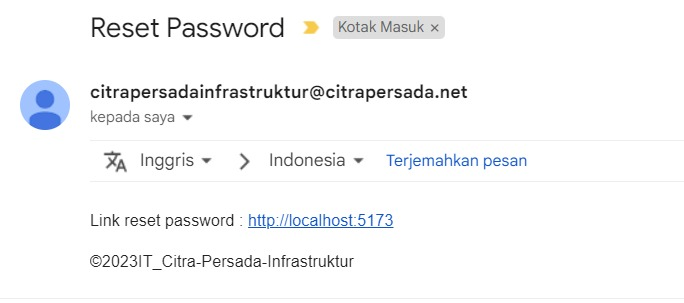 Reset Password Kotak Masuk ×
citrapersadainfrastruktur@citrapersada.net
kepada saya
Inggris > Indonesia Terjemahkan pesan
Link reset password : http://localhost:5173
©2023IT_Citra-Persada-Infrastruktur